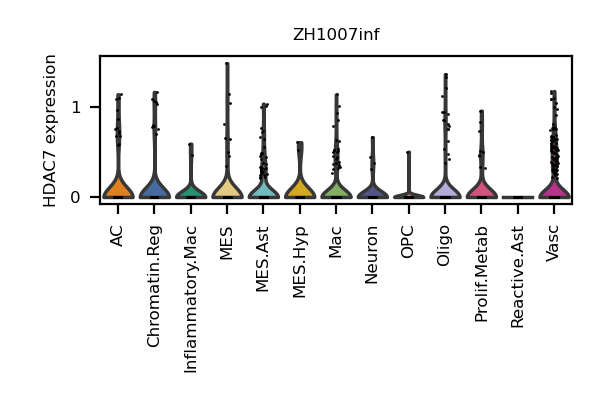 ZH1007inf
HDAC7 expression
1
0
AC
Chromatin.Reg
Inflammatory.Mac
MES
MES.Ast
MES.Hyp
Mac
Neuron
OPC
Oligo
Prolif.Metab
Reactive.Ast
Vasc